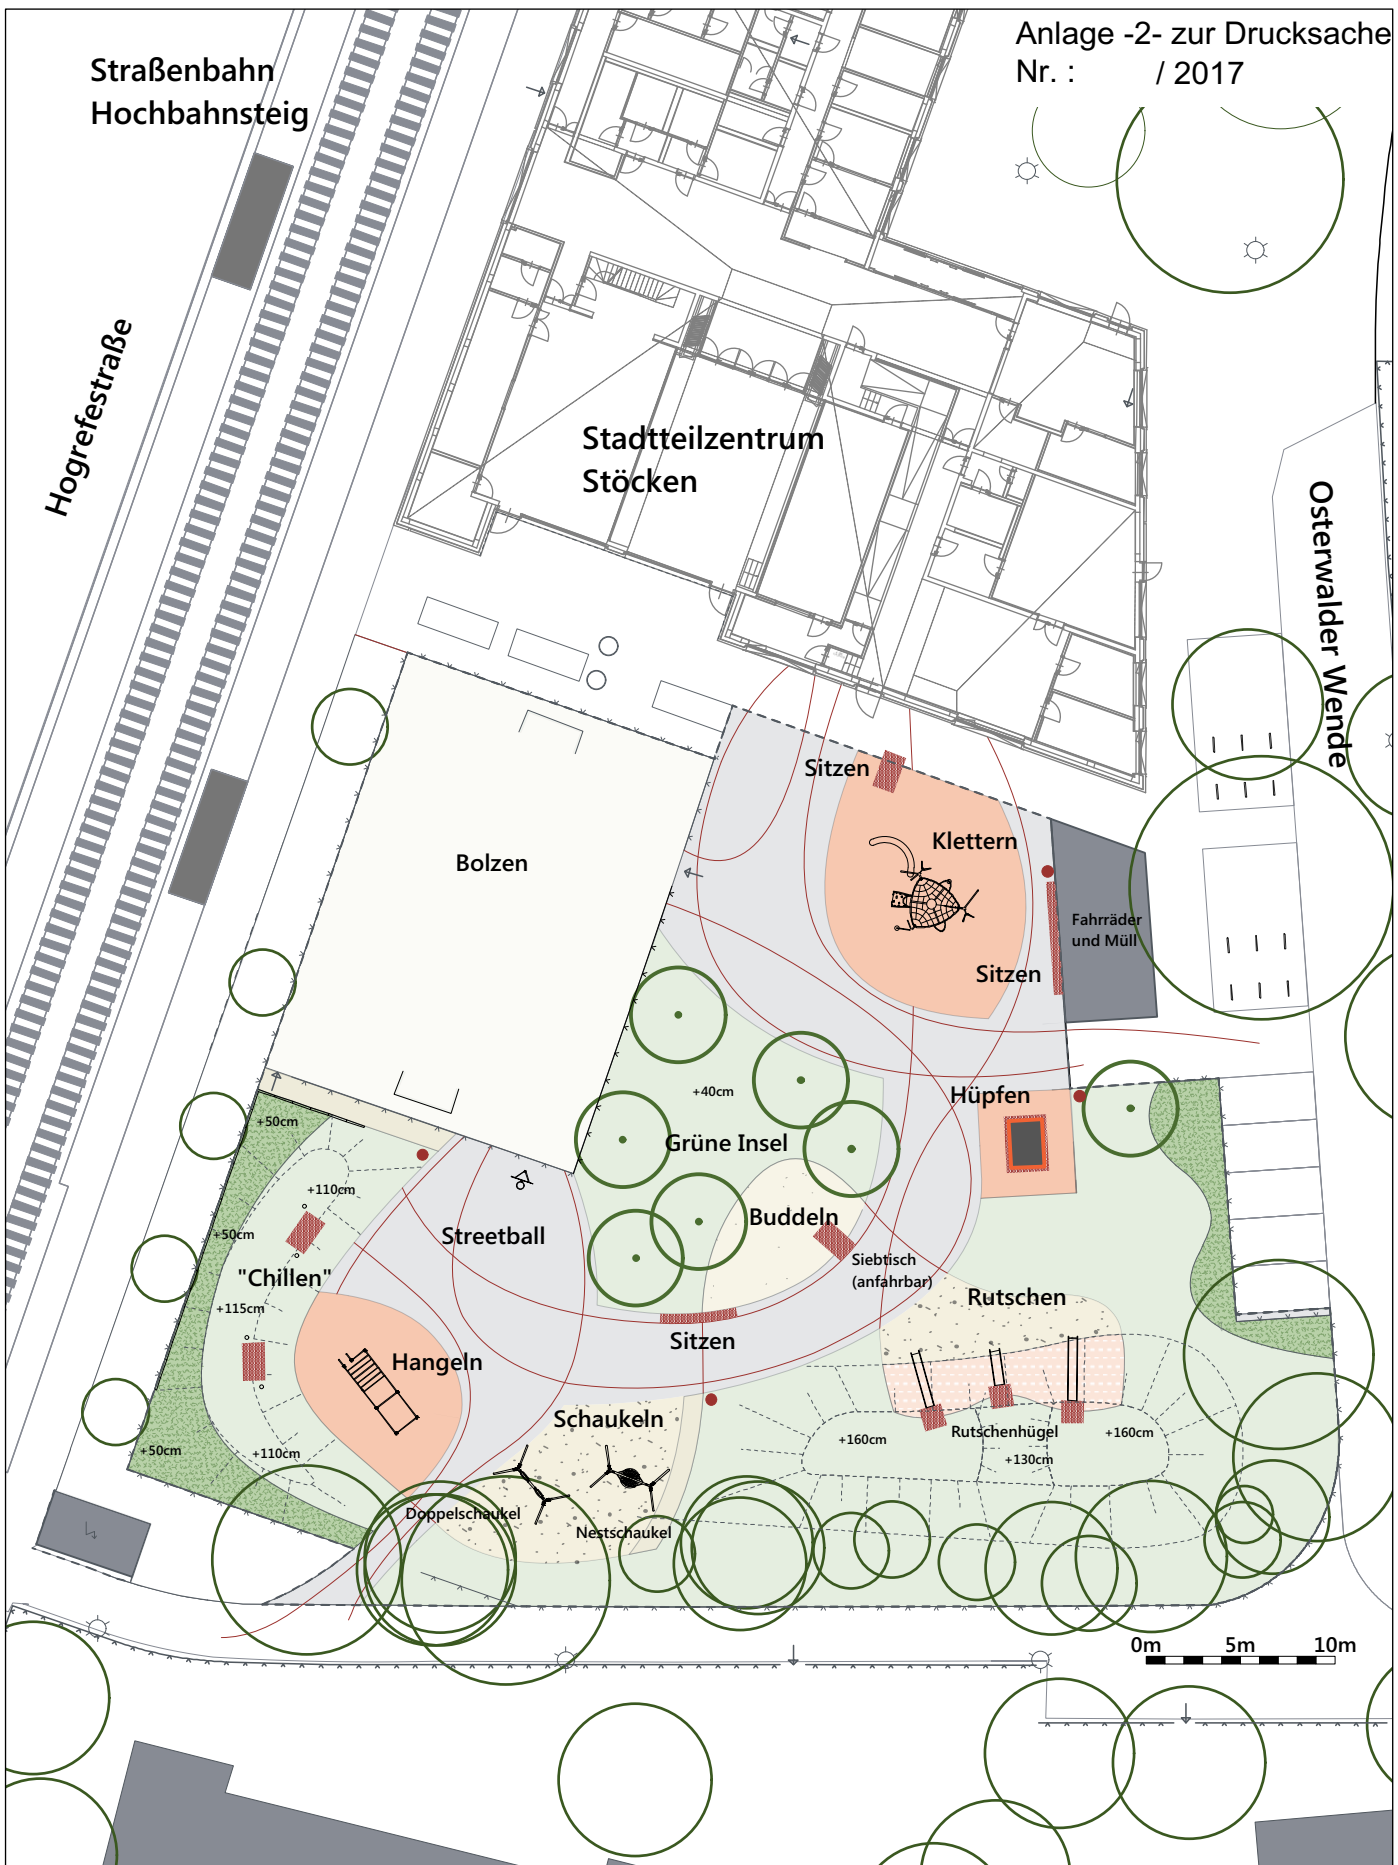 Anlage -2- zur Drucksache
Nr. : / 2017
Straßenbahn
Hochbahnsteig
Hogrefestraße
Stadtteilzentrum
Stöcken
Osterwalder Wende
Sitzen
Klettern
Bolzen
Fahrräder
und Müll
Sitzen
+40cm
Hüpfen
+50cm
Grüne Insel
+110cm
Buddeln
+50cm
Streetball
Siebtisch
(anfahrbar)
"Chillen"
Rutschen
+115cm
Sitzen
Hangeln
Schaukeln
Rutschenhügel
+160cm
+160cm
+50cm
+110cm
+130cm
Doppelschaukel
Nestschaukel
0m 5m 10m